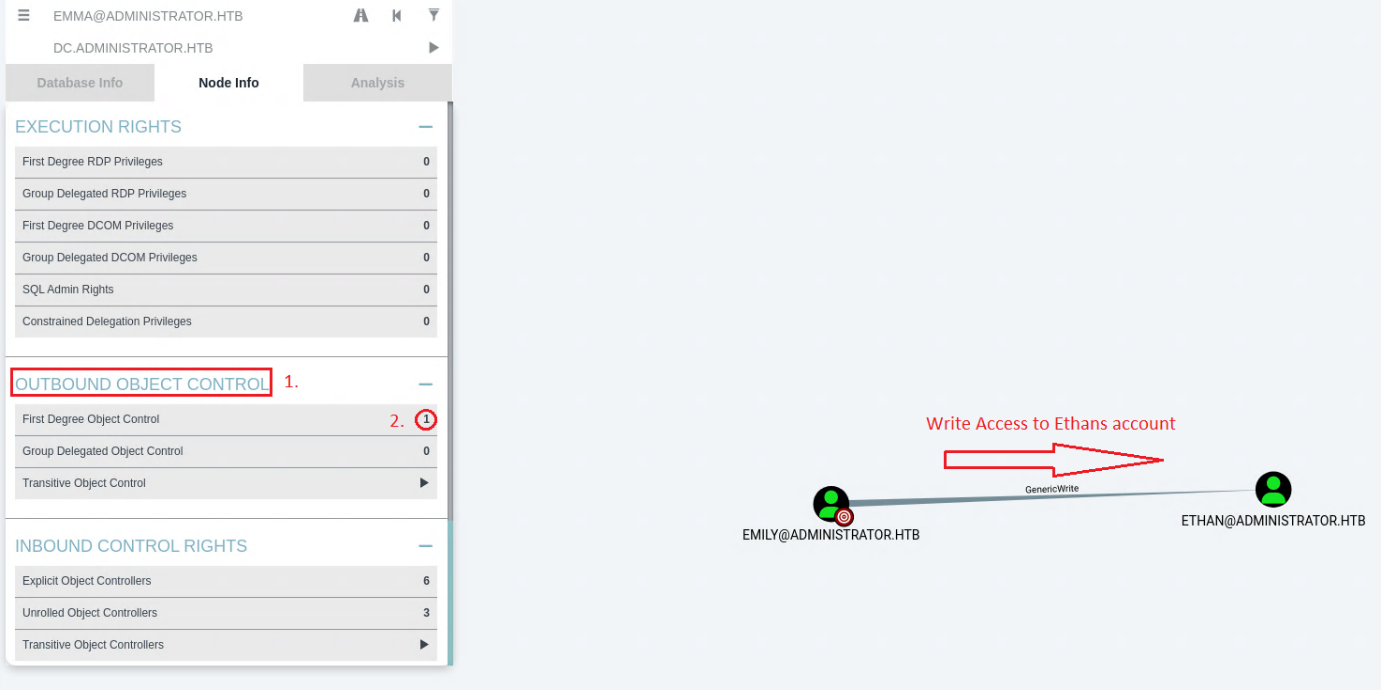 EMMA@ADMINISTRATOR.HTB
DC.ADMINISTRATOR.HTB
Database Info Node Info Analysis
EXECUTION RIGHTS
First Degree RDP Privileges 0
Group Delegated RDP Privileges 0
First Degree DCOM Privileges 0
Group Delegated DCOM Privileges 0
SQL Admin Rights 0
Constrained Delegation Privileges 0
OUTBOUND OBJECT CONTROL 1.
First Degree Object Control 2. 1
Group Delegated Object Control 0
Transitive Object Control
INBOUND CONTROL RIGHTS
Explicit Object Controllers 6
Unrolled Object Controllers 3
Transitive Object Controllers
Write Access to Ethans account
GenericWrite
EMILY@ADMINISTRATOR.HTB
ETHAN@ADMINISTRATOR.HTB